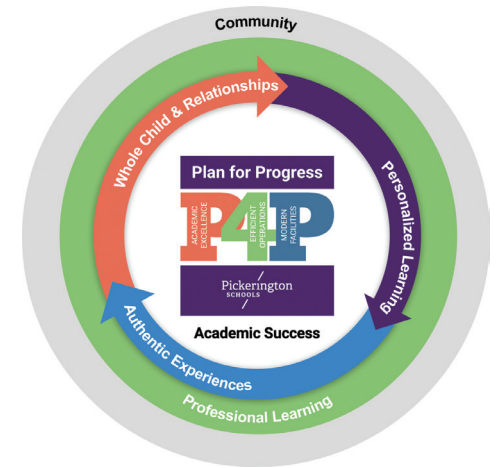 Community
Whole Child & Relationships
Personalized Learning
Plan for Progress
P4P
ACADEMIC
EXCELLENCE
EFFICIENT
OPERATIONS
MODERN
FACILITIES
Pickerington
SCHOOLS
Academic Success
Authentic Experiences
Professional Learning